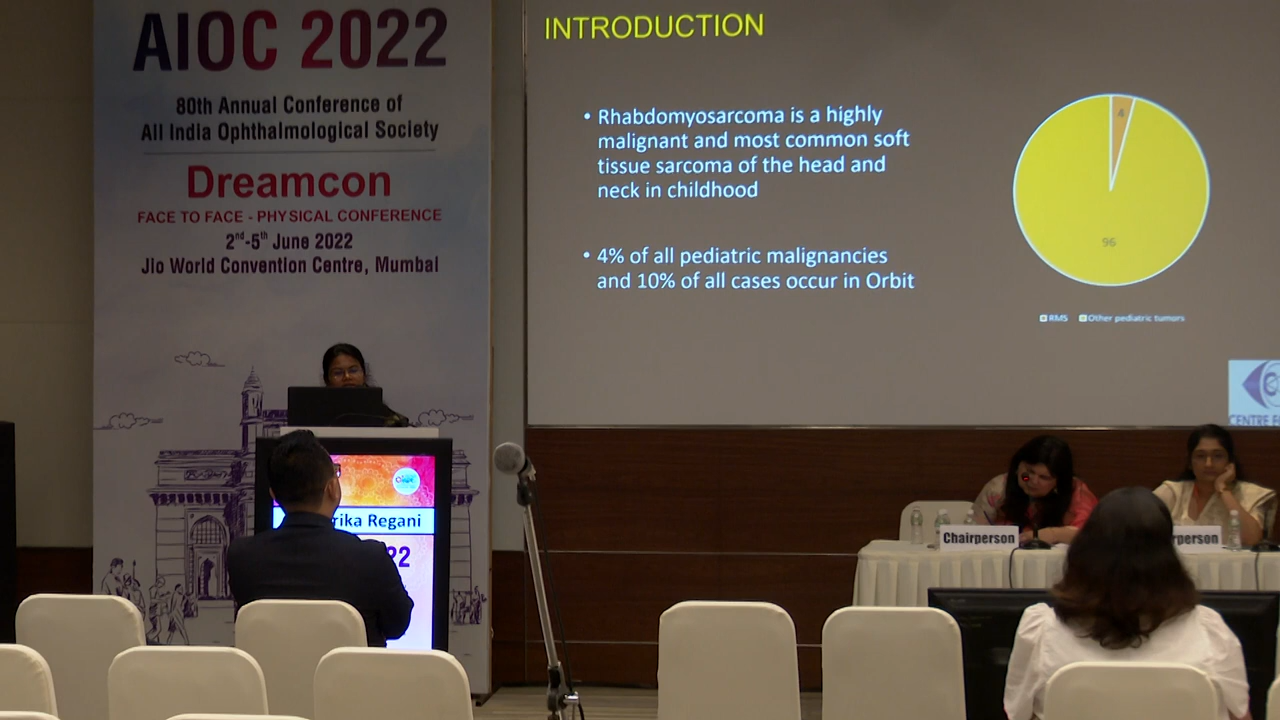 AIOC 2022
80th Annual Conference of
All India Ophthalmological Society
Dreamcon
FACE TO FACE - PHYSICAL CONFERENCE
2nd-5th June 2022
Jio World Convention Centre, Mumbai
INTRODUCTION
• Rhabdomyosarcoma is a highly
malignant and most common soft
tissue sarcoma of the head and
neck in childhood
• 4% of all pediatric malignancies
and 10% of all cases occur in Orbit
4
96
RMS Other pediatric tumors
CENTRE
rika Regani
22
Chairperson
rperson